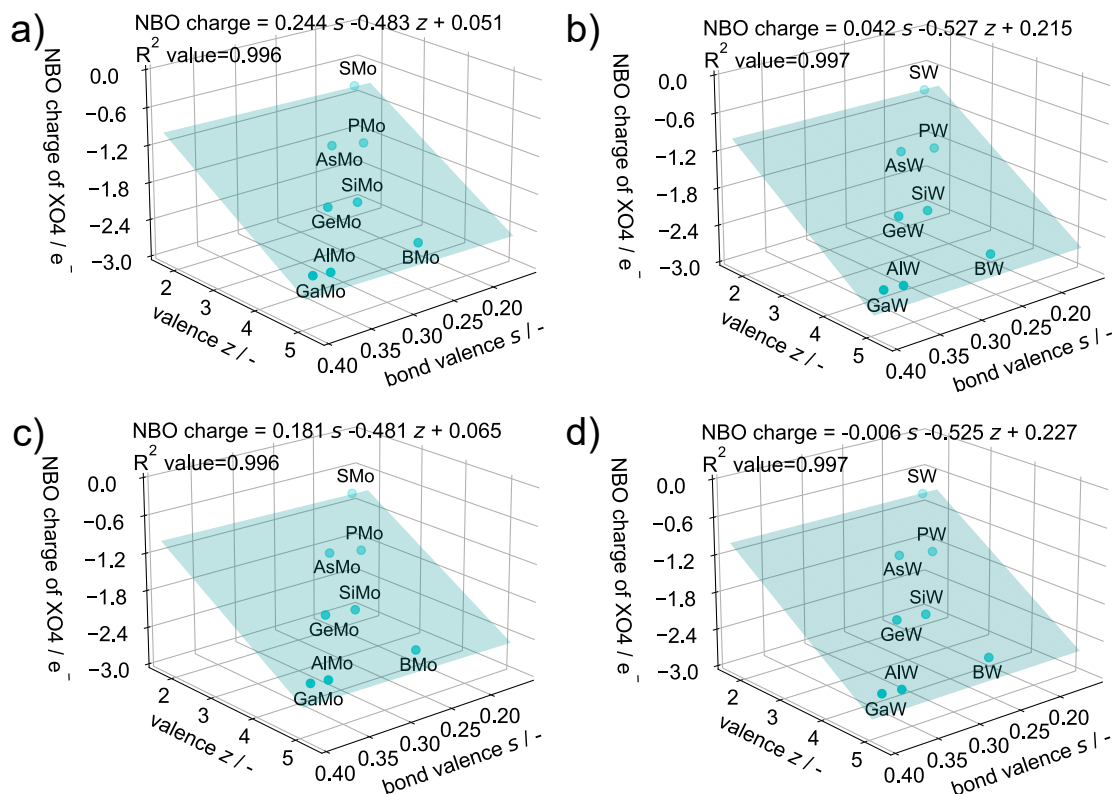 a)
NBO charge = 0.244 s -0.483 z + 0.051
R² value=0.996
NBO charge of XO4 / e⁻
0.0
−0.6
−1.2
−1.8
−2.4
−3.0
SMo
PMo
AsMo
SiMo
GeMo
AlMo
BMo
GaMo
2
3
4
5
valence z / -
0.40
0.35
0.30
0.25
0.20
bond valence s / -
b)
NBO charge = 0.042 s -0.527 z + 0.215
R² value=0.997
NBO charge of XO4 / e⁻
0.0
−0.6
−1.2
−1.8
−2.4
−3.0
SW
PW
AsW
SiW
GeW
AlW
BW
GaW
2
3
4
5
valence z / -
0.40
0.35
0.30
0.25
0.20
bond valence s / -
c)
NBO charge = 0.181 s -0.481 z + 0.065
R² value=0.996
NBO charge of XO4 / e⁻
0.0
−0.6
−1.2
−1.8
−2.4
−3.0
SMo
PMo
AsMo
SiMo
GeMo
AlMo
BMo
GaMo
2
3
4
5
valence z / -
0.40
0.35
0.30
0.25
0.20
bond valence s / -
d)
NBO charge = -0.006 s -0.525 z + 0.227
R² value=0.997
NBO charge of XO4 / e⁻
0.0
−0.6
−1.2
−1.8
−2.4
−3.0
SW
PW
AsW
SiW
GeW
AlW
BW
GaW
2
3
4
5
valence z / -
0.40
0.35
0.30
0.25
0.20
bond valence s / -